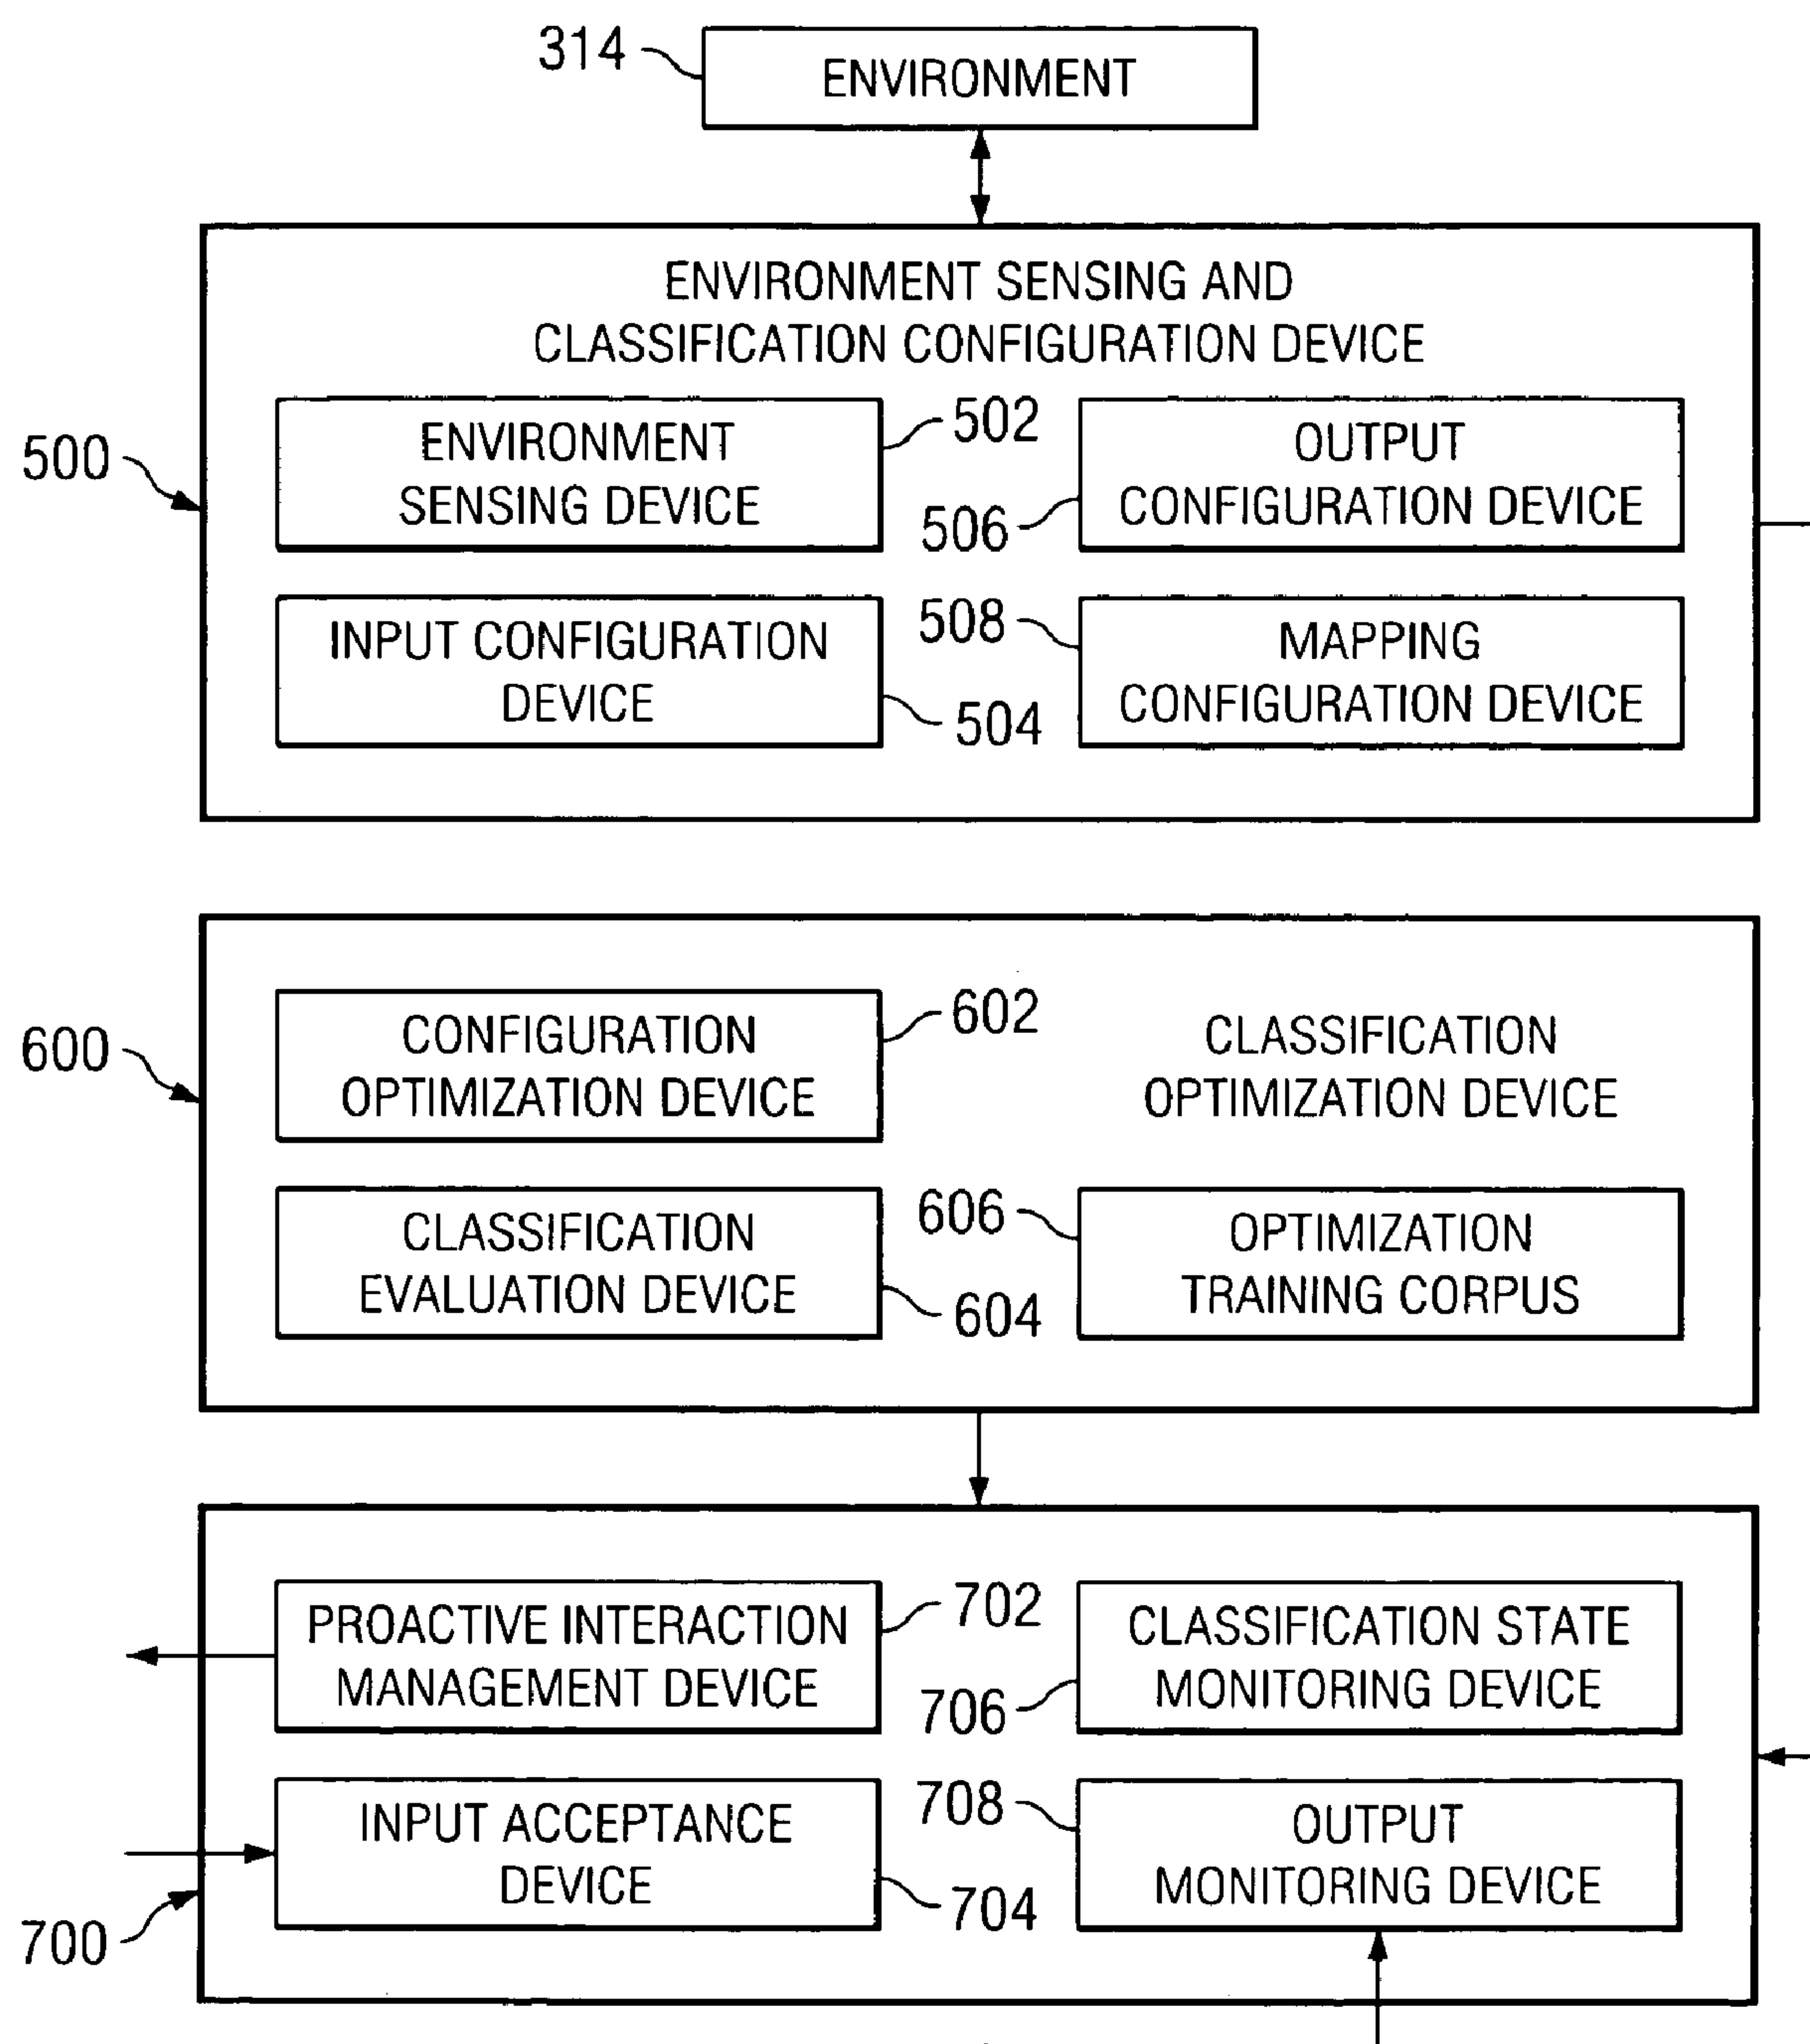 314
ENVIRONMENT
ENVIRONMENT SENSING AND
CLASSIFICATION CONFIGURATION DEVICE
500
ENVIRONMENT
SENSING DEVICE
502
506
OUTPUT
CONFIGURATION DEVICE
INPUT CONFIGURATION
DEVICE
504
508
MAPPING
CONFIGURATION DEVICE
600
CONFIGURATION
OPTIMIZATION DEVICE
602
CLASSIFICATION
OPTIMIZATION DEVICE
CLASSIFICATION
EVALUATION DEVICE
604
606
OPTIMIZATION
TRAINING CORPUS
PROACTIVE INTERACTION
MANAGEMENT DEVICE
702
706
CLASSIFICATION STATE
MONITORING DEVICE
700
INPUT ACCEPTANCE
DEVICE
704
708
OUTPUT
MONITORING DEVICE